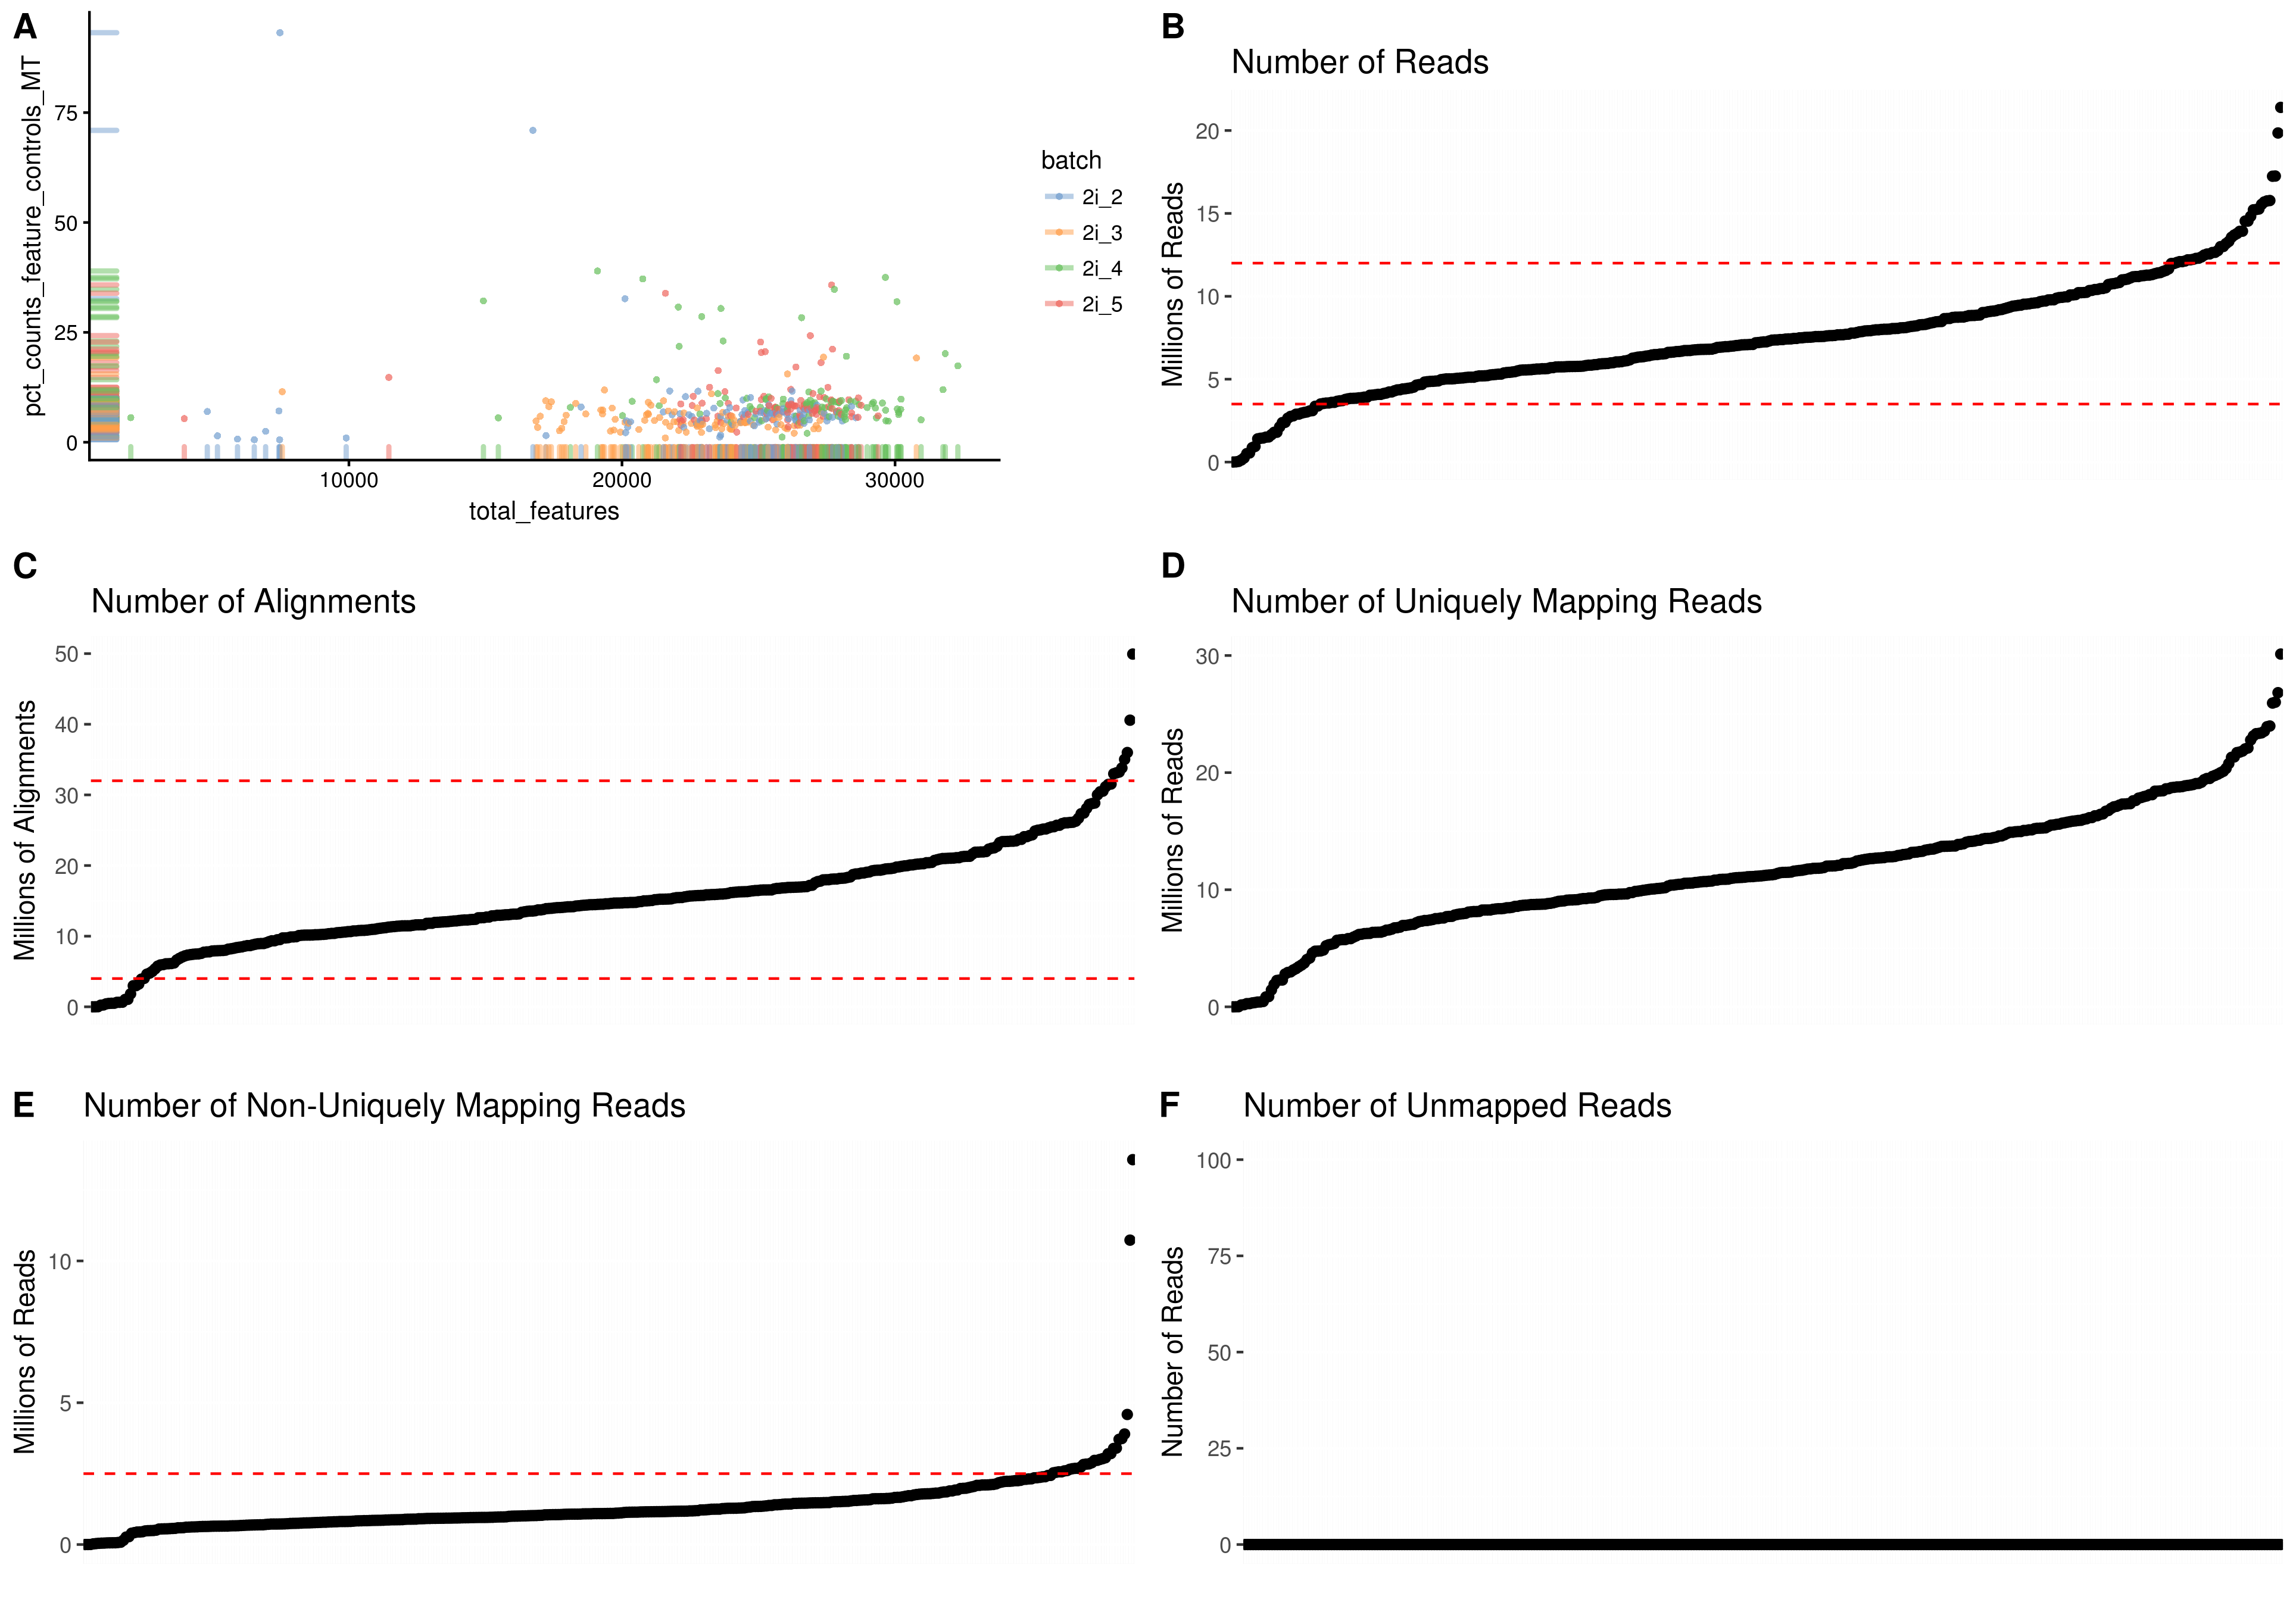 A
pct_counts_feature_controls_MT
75
50
25
0
10000 20000 30000
total_features
batch
2i_2
2i_3
2i_4
2i_5
B
Number of Reads
Millions of Reads
20
15
10
5
0
C
Number of Alignments
Millions of Alignments
50
40
30
20
10
0
D
Number of Uniquely Mapping Reads
Millions of Reads
30
20
10
0
E
Number of Non-Uniquely Mapping Reads
Millions of Reads
10
5
0
F
Number of Unmapped Reads
Number of Reads
100
75
50
25
0